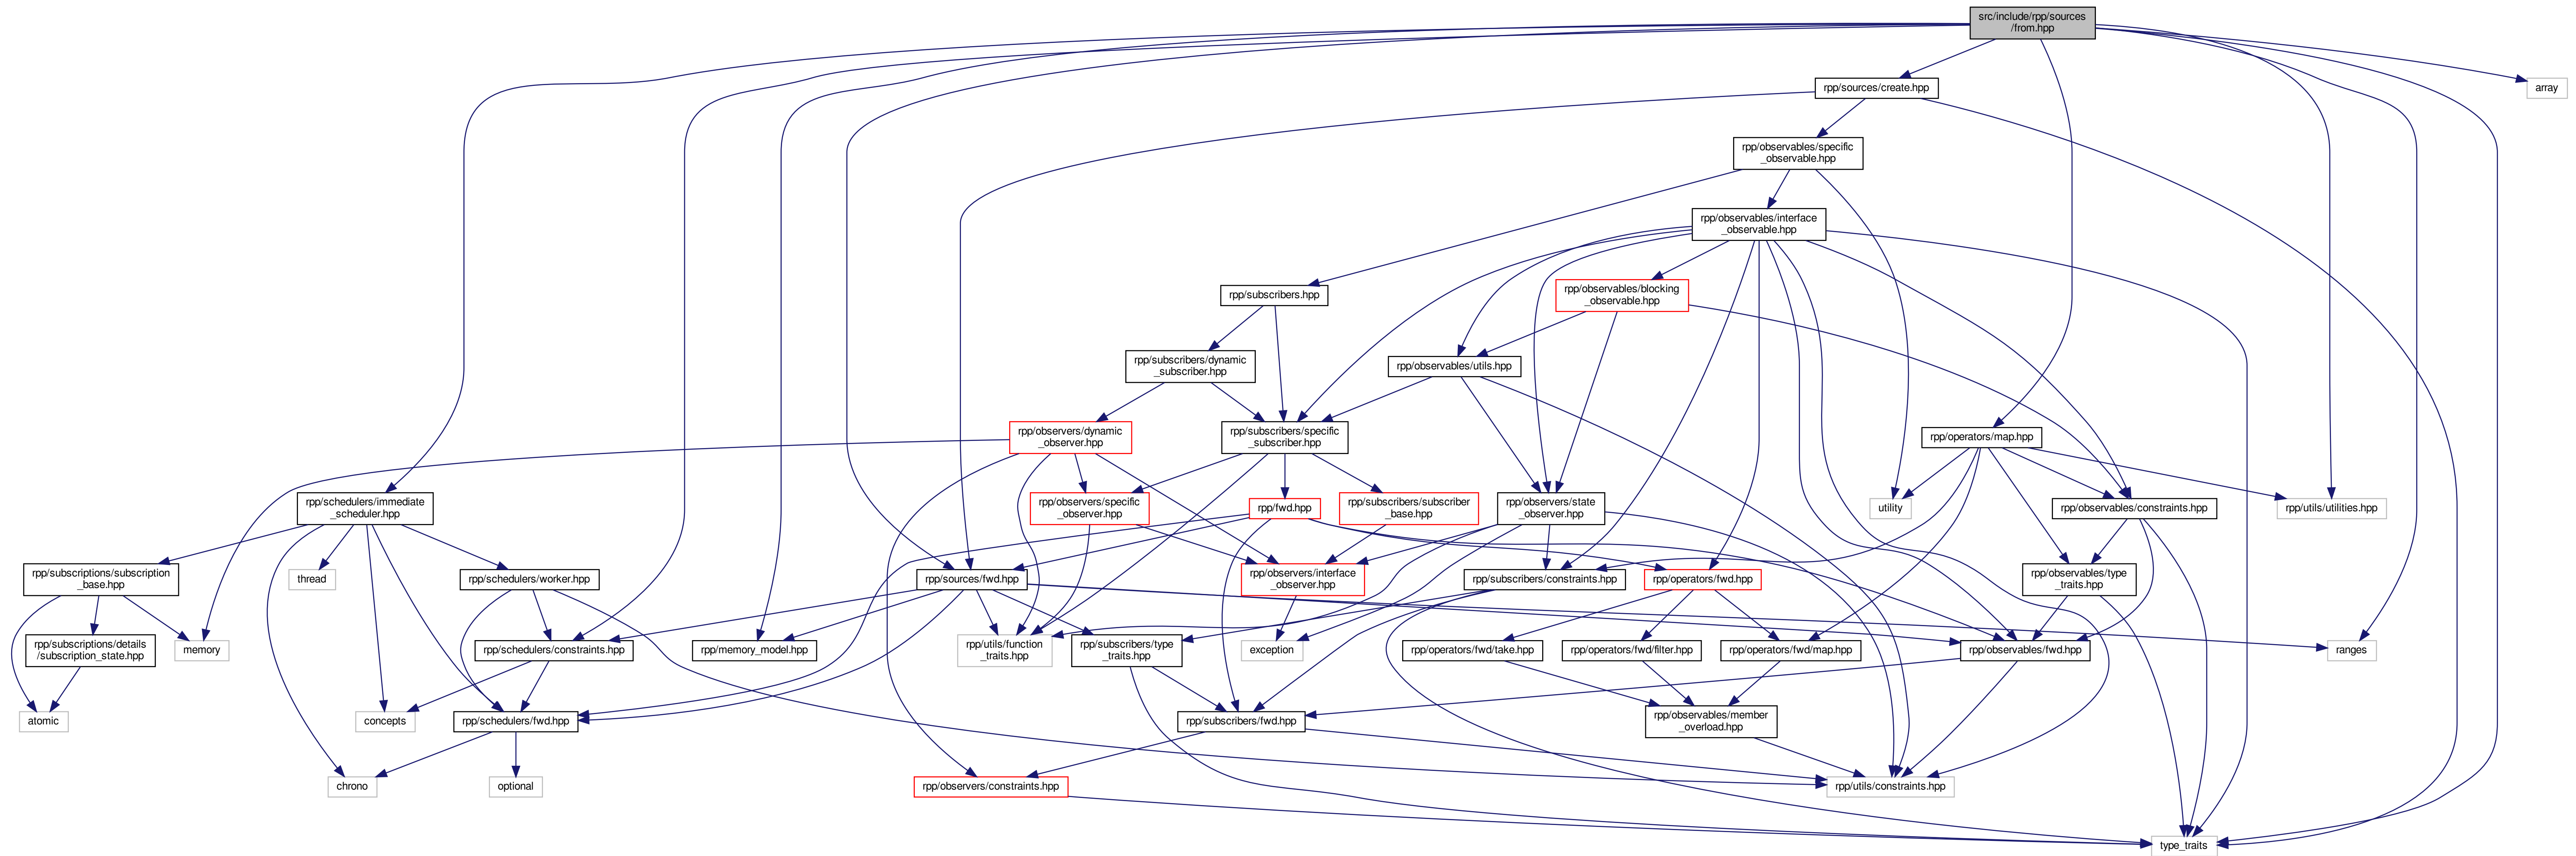 src/include/rpp/sources
/from.hpp
rpp/sources/create.hpp
array
rpp/observables/specific
_observable.hpp
rpp/observables/interface
_observable.hpp
rpp/subscribers.hpp
rpp/observables/blocking
_observable.hpp
rpp/subscribers/dynamic
_subscriber.hpp
rpp/observables/utils.hpp
rpp/observers/dynamic
_observer.hpp
rpp/subscribers/specific
_subscriber.hpp
rpp/operators/map.hpp
rpp/schedulers/immediate
_scheduler.hpp
rpp/observers/specific
_observer.hpp
rpp/fwd.hpp
rpp/subscribers/subscriber
_base.hpp
rpp/observers/state
_observer.hpp
utility
rpp/observables/constraints.hpp
rpp/utils/utilities.hpp
rpp/subscriptions/subscription
_base.hpp
thread
rpp/schedulers/worker.hpp
rpp/sources/fwd.hpp
rpp/observers/interface
_observer.hpp
rpp/subscribers/constraints.hpp
rpp/operators/fwd.hpp
rpp/observables/type
_traits.hpp
rpp/subscriptions/details
/subscription_state.hpp
memory
rpp/schedulers/constraints.hpp
rpp/memory_model.hpp
rpp/utils/function
_traits.hpp
rpp/subscribers/type
_traits.hpp
exception
rpp/operators/fwd/take.hpp
rpp/operators/fwd/filter.hpp
rpp/operators/fwd/map.hpp
rpp/observables/fwd.hpp
ranges
atomic
concepts
rpp/schedulers/fwd.hpp
rpp/subscribers/fwd.hpp
rpp/observables/member
_overload.hpp
chrono
optional
rpp/observers/constraints.hpp
rpp/utils/constraints.hpp
type_traits